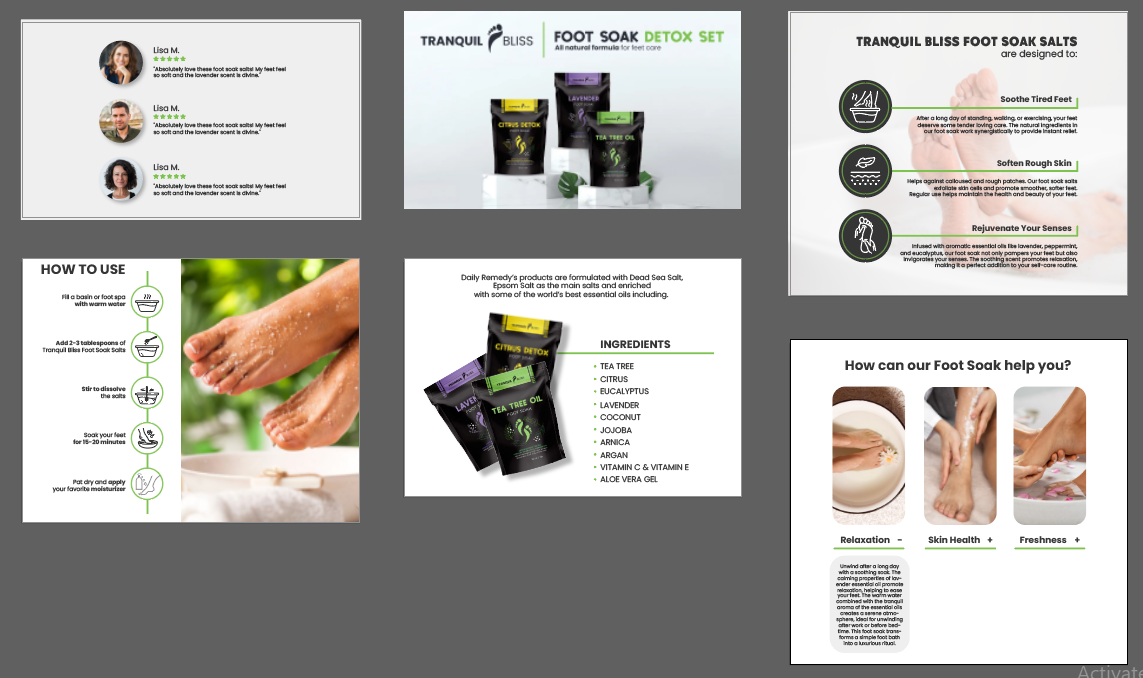 Lisa M.
"Absolutely love these foot soak salts! My feet feel
so soft and the lavender scent is divine."
Lisa M.
"Absolutely love these foot soak salts! My feet feel
so soft and the lavender scent is divine."
Lisa M.
"Absolutely love these foot soak salts! My feet feel
so soft and the lavender scent is divine."
TRANQUIL BLISS
FOOT SOAK DETOX SET
All natural formula for feet care
LAVENDER
CITRUS DETOX
TEA TREE OIL
TRANQUIL BLISS FOOT SOAK SALTS
are designed to:
Soothe Tired Feet
After a long day of standing, walking, or exercising, your feet
deserve some tender loving care. The natural ingredients in
our foot soak work synergistically to provide instant relief.
Soften Rough Skin
Helps against calloused and rough patches. Our foot soak salts
exfoliate skin cells and promote smoother, softer feet.
Regular use helps maintain the health and beauty of your feet.
Rejuvenate Your Senses
Infused with aromatic essential oils like lavender, peppermint,
and eucalyptus, our foot soak not only pampers your feet but also
invigorates your senses. The soothing scent promotes relaxation,
making it a perfect addition to your self-care routine.
HOW TO USE
Fill a basin or foot spa
with warm water
Add 2-3 tablespoons of
Tranquil Bliss Foot Soak Salts
Stir to dissolve
the salts
Soak your feet
for 15-20 minutes
Pat dry and apply
your favorite moisturizer
Daily Remedy's products are formulated with Dead Sea Salt,
Epsom Salt as the main salts and enriched
with some of the world's best essential oils including.
CITRUS DETOX
FOOT SOAK
TEA TREE OIL
FOOT SOAK
INGREDIENTS
• TEA TREE
• CITRUS
• EUCALYPTUS
• LAVENDER
• COCONUT
• JOJOBA
• ARNICA
• ARGAN
• VITAMIN C & VITAMIN E
• ALOE VERA GEL
How can our Foot Soak help you?
Relaxation -
Skin Health +
Freshness +
Unwind after a long day
with a soothing soak. The
calming properties of lav-
ender essential oil promote
relaxation, helping to ease
your feet. The warm water
combined with the tranquil
aroma of the essential oils
creates a serene atmo-
sphere, ideal for unwinding
after work or before bed-
time. This foot soak trans-
forms a simple foot bath
into a luxurious ritual.